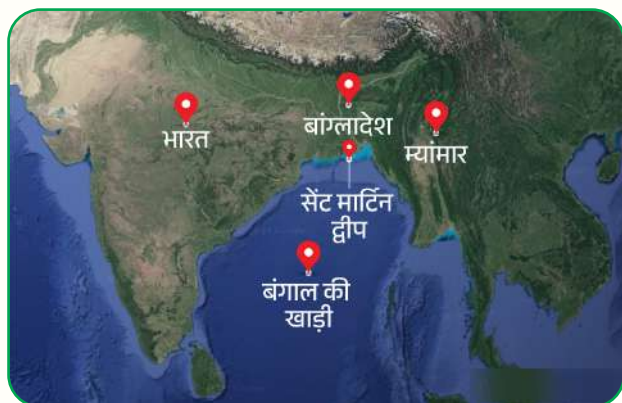 भारत
बांग्लादेश
म्यांमार
सेंट मार्टिन
द्वीप
बंगाल की
खाड़ी